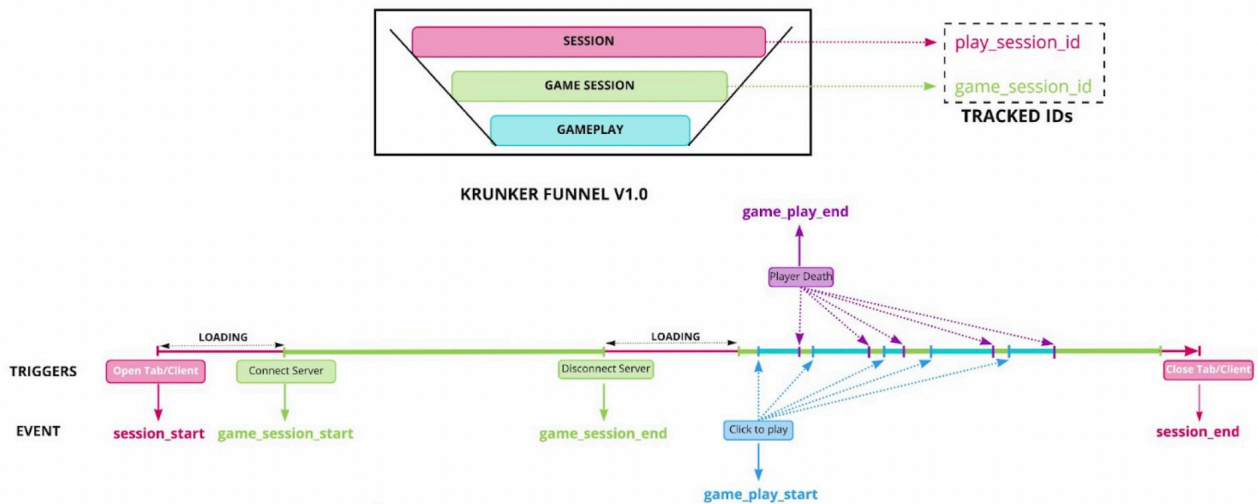 SESSION
play_session_id
GAME SESSION
game_session_id
GAMEPLAY
TRACKED IDs
KRUNKER FUNNEL V1.0
game_play_end
Player Death
LOADING
LOADING
TRIGGERS
Open Tab/Client
Connect Server
Disconnect Server
Close Tab/Client
EVENT
session_start
game_session_start
game_session_end
Click to play
session_end
game_play_start